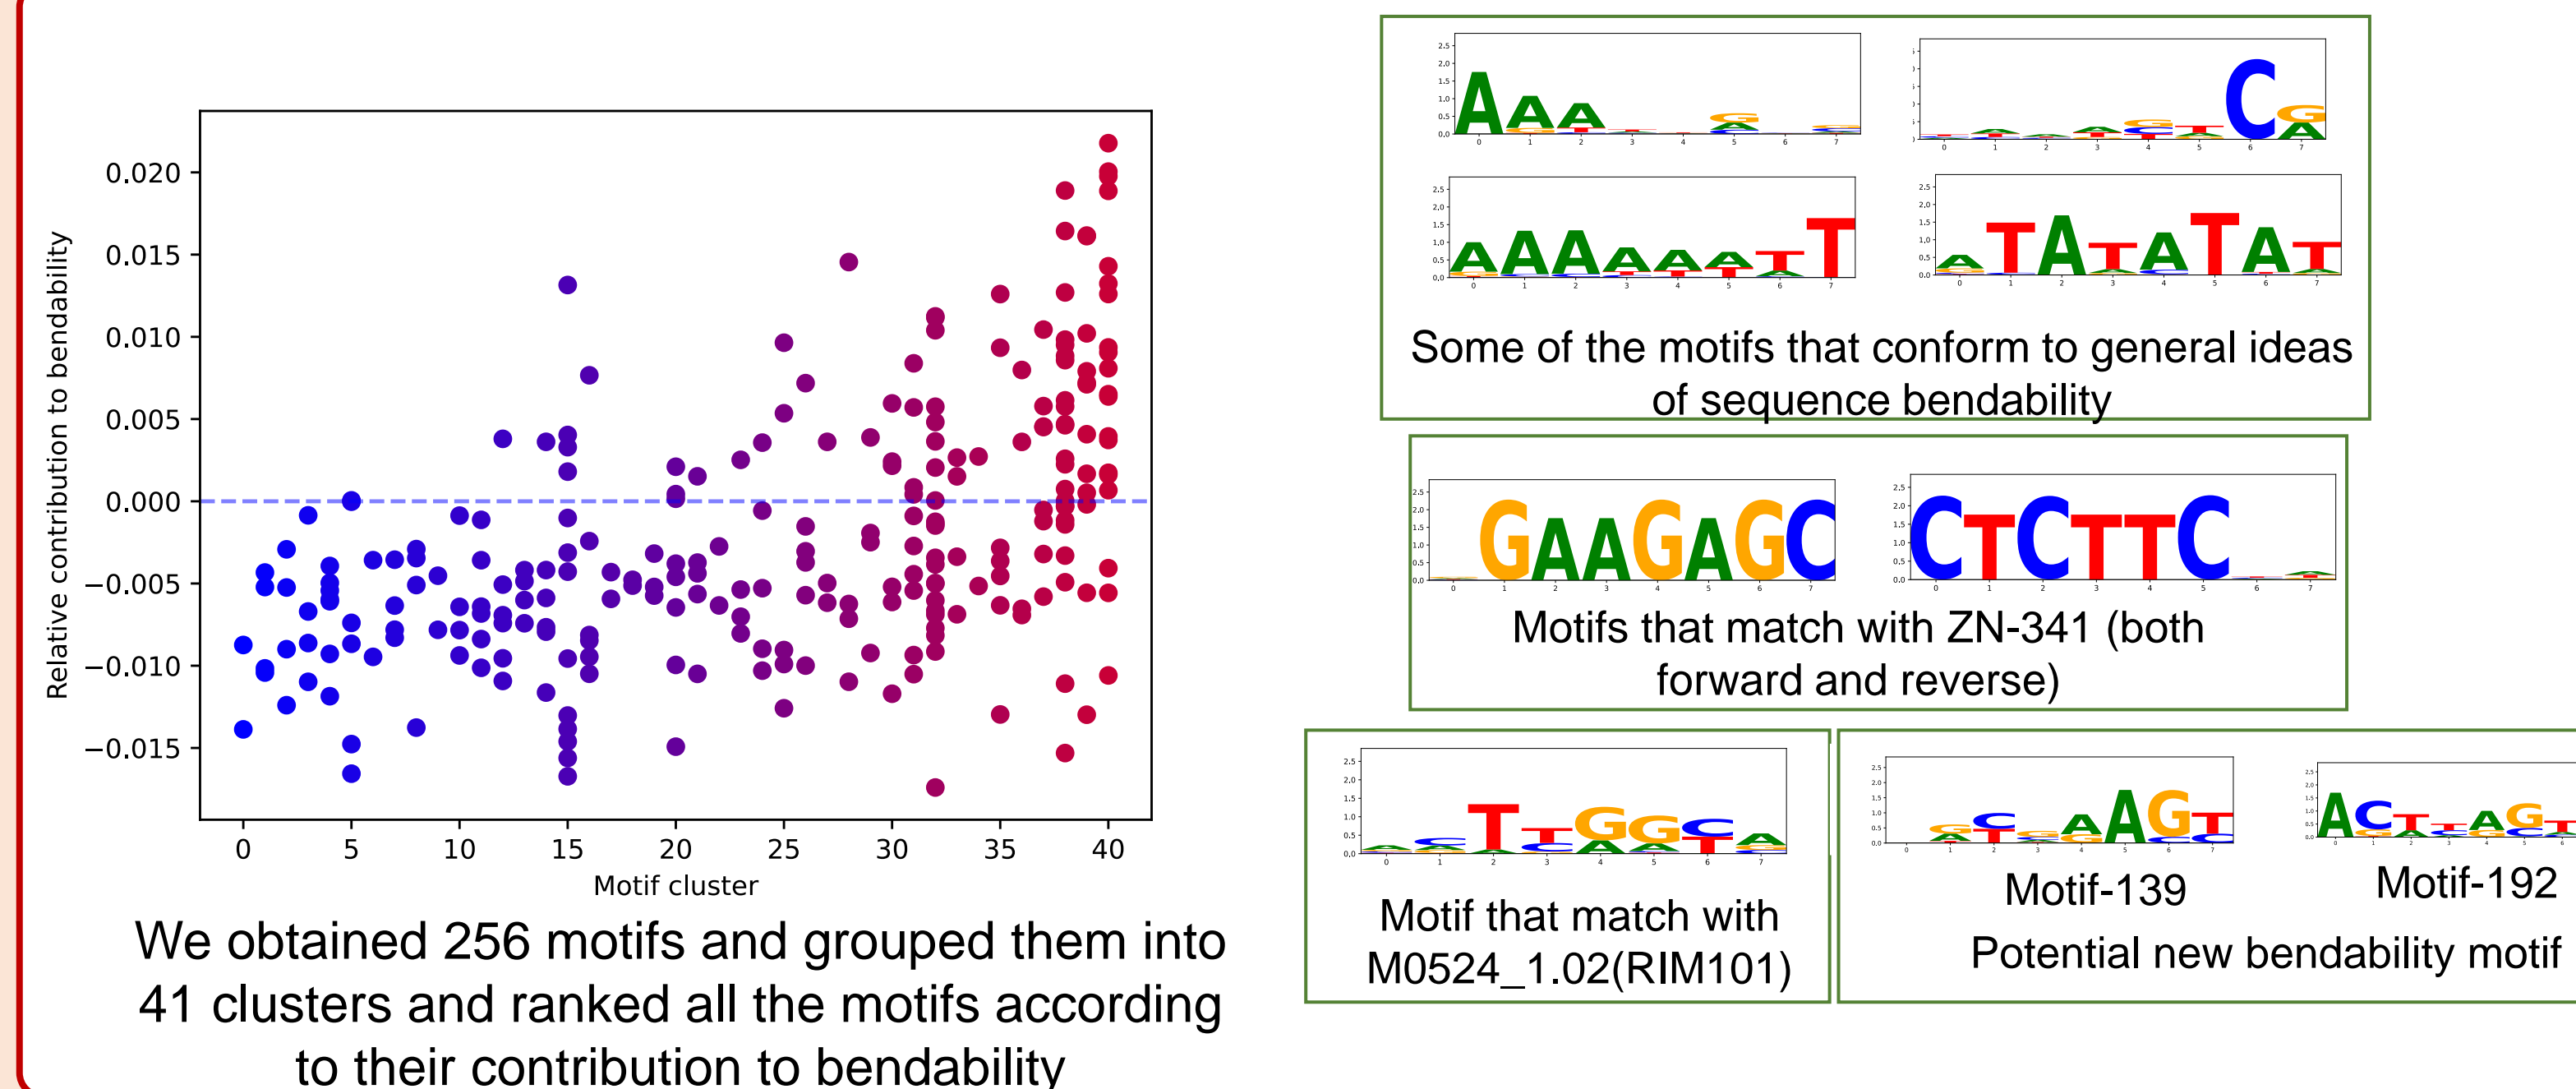 Relative contribution to bendability
0.020
0.015
0.010
0.005
0.000
−0.005
−0.010
−0.015
0 5 10 15 20 25 30 35 40
Motif cluster
We obtained 256 motifs and grouped them into
41 clusters and ranked all the motifs according
to their contribution to bendability
Some of the motifs that conform to general ideas
of sequence bendability
GAAGAGC
CTCTTC
Motifs that match with ZN-341 (both
forward and reverse)
Motif that match with
M0524_1.02(RIM101)
Motif-139
Motif-192
Potential new bendability motif